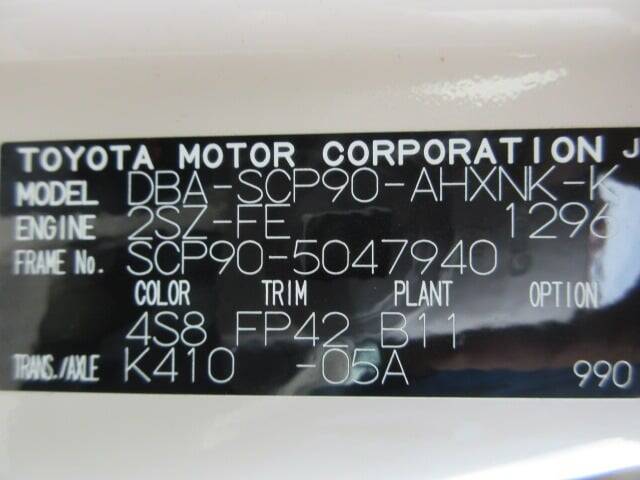 TOYOTA MOTOR CORPORATION J
MODEL DBA-SCP90-AHXNK-K
ENGINE 2SZ-FE 1296
FRAME No. SCP90-5047940
COLOR TRIM PLANT OPTION
4S8 FP42 B11
TRANS./AXLE K410 -05A 990